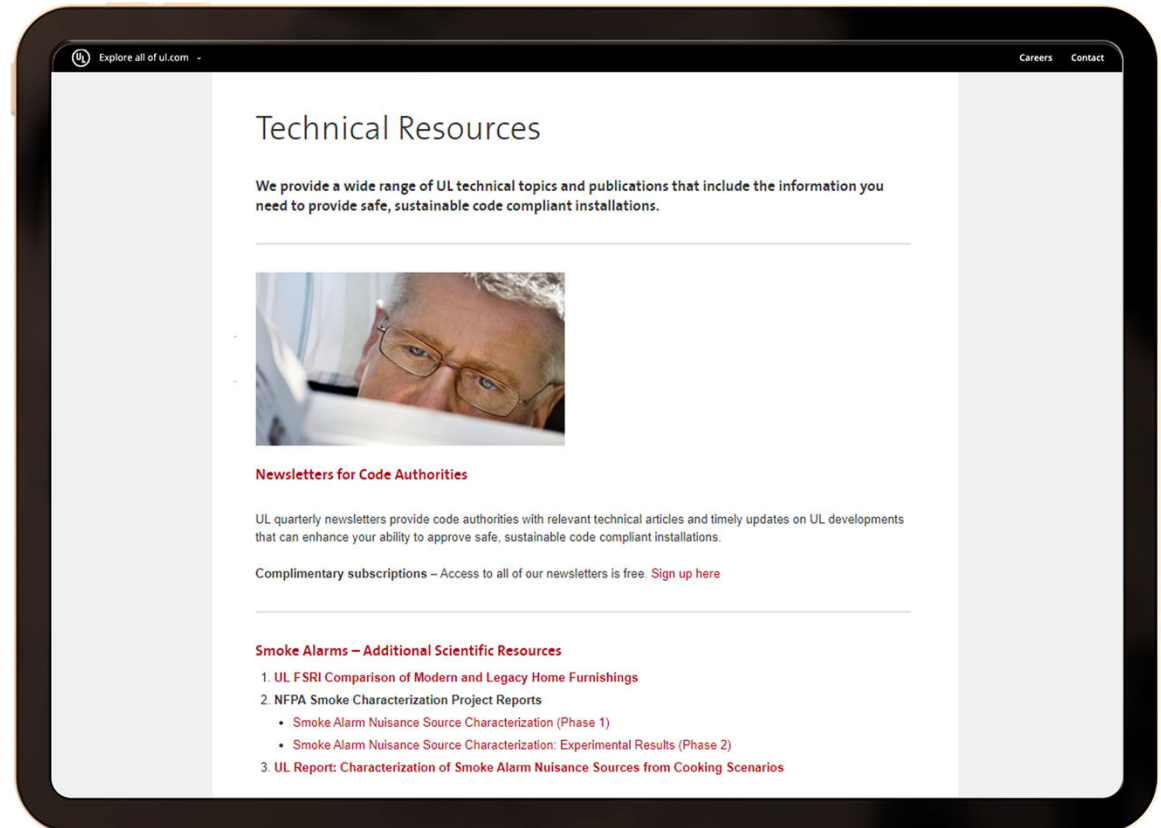 UL Explore all of ul.com
Careers Contact
Technical Resources
We provide a wide range of UL technical topics and publications that include the information you
need to provide safe, sustainable code compliant installations.
Newsletters for Code Authorities
UL quarterly newsletters provide code authorities with relevant technical articles and timely updates on UL developments
that can enhance your ability to approve safe, sustainable code compliant installations.
Complimentary subscriptions – Access to all of our newsletters is free. Sign up here
Smoke Alarms – Additional Scientific Resources
1. UL FSRI Comparison of Modern and Legacy Home Furnishings
2. NFPA Smoke Characterization Project Reports
• Smoke Alarm Nuisance Source Characterization (Phase 1)
• Smoke Alarm Nuisance Source Characterization: Experimental Results (Phase 2)
3. UL Report: Characterization of Smoke Alarm Nuisance Sources from Cooking Scenarios